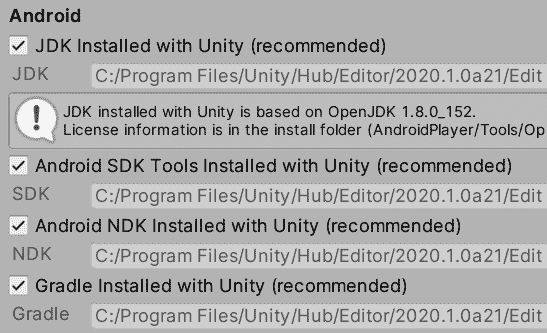 Android
JDK Installed with Unity (recommended)
JDK C:/Program Files/Unity/Hub/Editor/2020.1.0a21/Edit
JDK installed with Unity is based on OpenJDK 1.8.0_152.
License information is in the install folder (AndroidPlayer/Tools/Op
Android SDK Tools Installed with Unity (recommended)
SDK C:/Program Files/Unity/Hub/Editor/2020.1.0a21/Edit
Android NDK Installed with Unity (recommended)
NDK C:/Program Files/Unity/Hub/Editor/2020.1.0a21/Edit
Gradle Installed with Unity (recommended)
Gradle C:/Program Files/Unity/Hub/Editor/2020.1.0a21/Edit